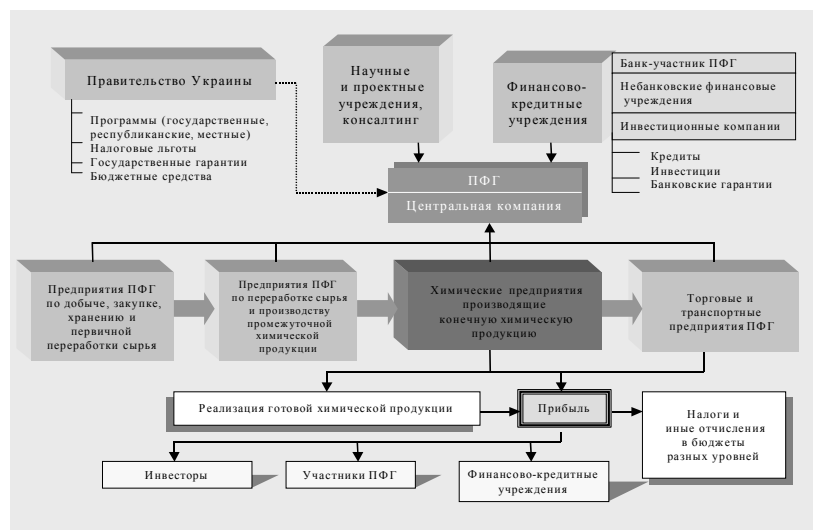 Правительство Украины
Программы (государственные,
республиканские, местные)
Налоговые льготы
Государственные гарантии
Бюджетные средства
Научные
и проектные
учреждения,
консалтинг
Финансово-
кредитные
учреждения
Банк-участник ПФГ
Небанковские финансовые
учреждения
Инвестиционные компании
Кредиты
Инвестиции
Банковские гарантии
ПФГ
Центральная компания
Предприятия ПФГ
по добыче, закупке,
хранению и
первичной
переработки сырья
Предприятия ПФГ
по переработке сырья
и производству
промежуточной
химической
продукции
Химические предприятия
производящие
конечную химическую
продукцию
Торговые и
транспортные
предприятия ПФГ
Реализация готовой химической продукции
Прибыль
Налоги и
иные отчисления
в бюджеты
разных уровней
Инвесторы
Участники ПФГ
Финансово-кредитные
учреждения